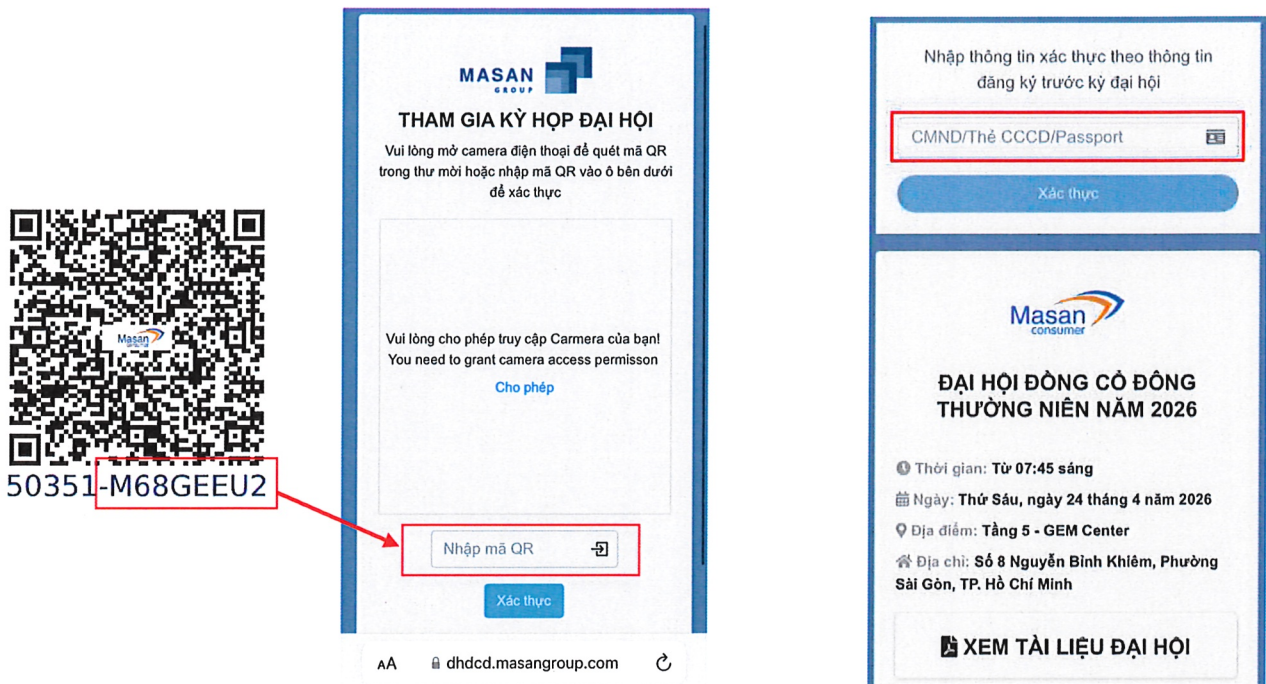 Masan
consumer
50351-M68GEEU2
MASAN
GROUP
THAM GIA KỲ HỌP ĐẠI HỘI
Vui lòng mở camera điện thoại để quét mã QR
trong thư mời hoặc nhập mã QR vào ô bên dưới
để xác thực
Vui lòng cho phép truy cập Carmera của bạn!
You need to grant camera access permisson
Cho phép
Nhập mã QR
Xác thực
AA dhdcd.masangroup.com
Nhập thông tin xác thực theo thông tin
đăng ký trước kỳ đại hội
CMND/Thẻ CCCD/Passport
Xác thực
Masan
consumer
ĐẠI HỘI ĐỒNG CỔ ĐÔNG
THƯỜNG NIÊN NĂM 2026
Thời gian: Từ 07:45 sáng
Ngày: Thứ Sáu, ngày 24 tháng 4 năm 2026
Địa điểm: Tầng 5 - GEM Center
Địa chỉ: Số 8 Nguyễn Bỉnh Khiêm, Phường
Sài Gòn, TP. Hồ Chí Minh
XEM TÀI LIỆU ĐẠI HỘI